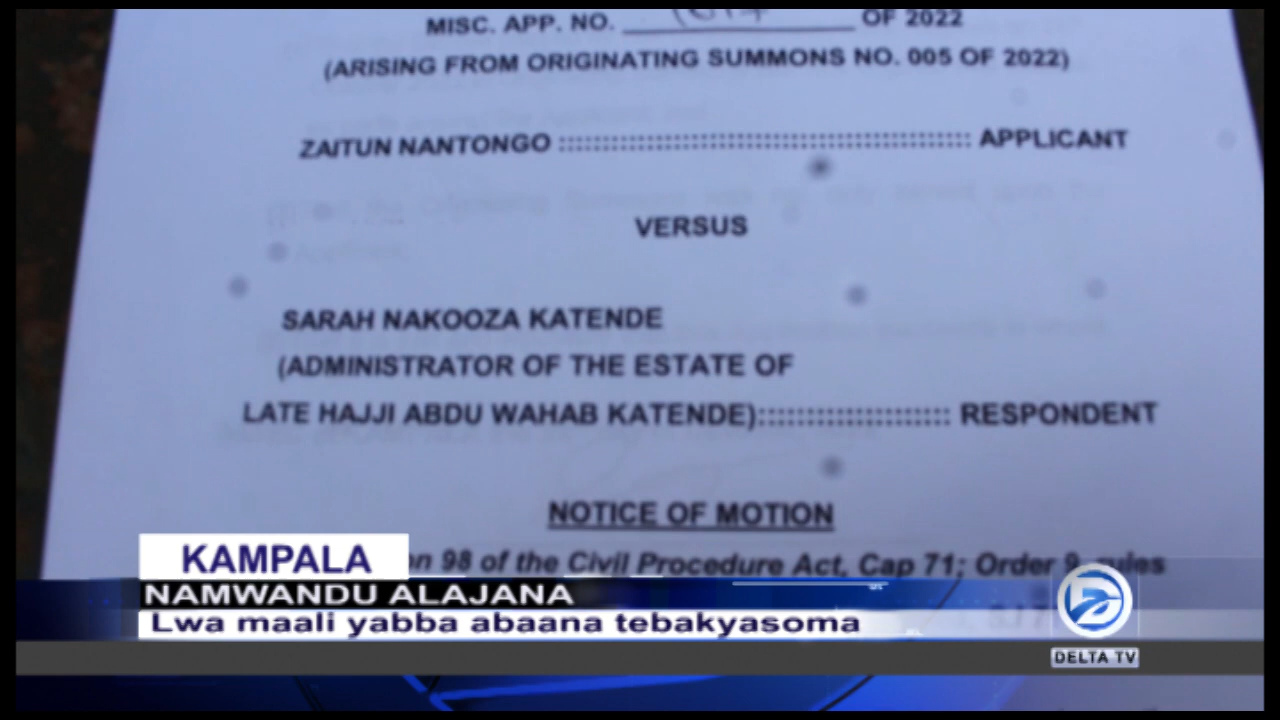 MISC. APP. NO. OF 2022
(ARISING FROM ORIGINATING SUMMONS NO. 005 OF 2022)
ZAITUN NANTONGO :::::::::::::::::::::::::::::::::::::::::: APPLICANT
VERSUS
SARAH NAKOOZA KATENDE
(ADMINISTRATOR OF THE ESTATE OF
LATE HAJJI ABDU WAHAB KATENDE):::::::::::::::::::: RESPONDENT
NOTICE OF MOTION
98 of the Civil Procedure Act, Cap 71; Order 9, rules
KAMPALA
NAMWANDU ALAJANA
Lwa maali yabba abaana tebakyasoma
DELTA TV